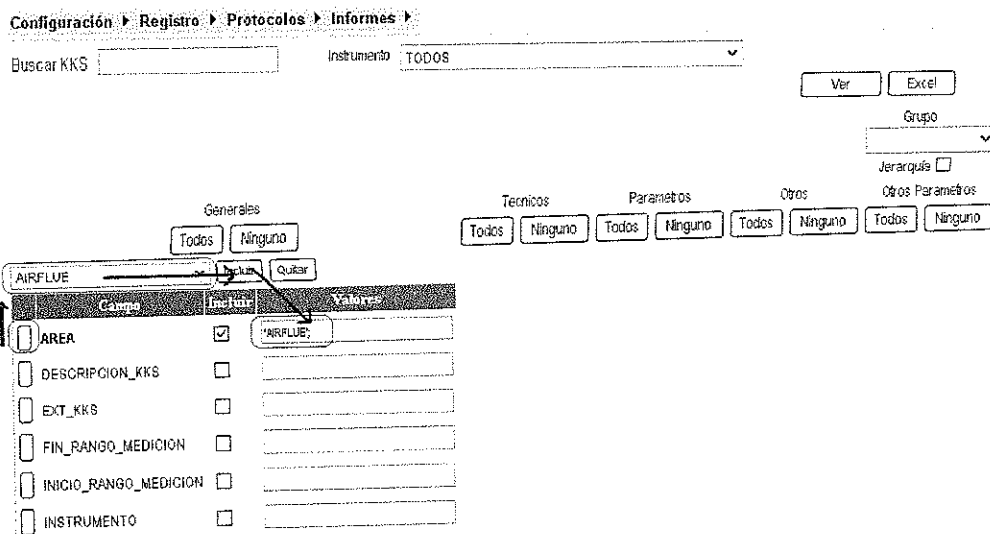 Configuración Registro Protocolos Informes
Buscar KKS Instrumento TODOS
Ver Excel
Grupo
Jerarquía
Generales Tecnicos Parametros Otros Otros Parametros
Todos Ninguno Todos Ninguno Todos Ninguno Todos Ninguno Todos Ninguno
AIRFLUE Incluir Quitar
Campo Incluir Valores
AREA 'AIRFLUE';
DESCRIPCION_KKS
EXT_KKS
FIN_RANGO_MEDICION
INICIO_RANGO_MEDICION
INSTRUMENTO